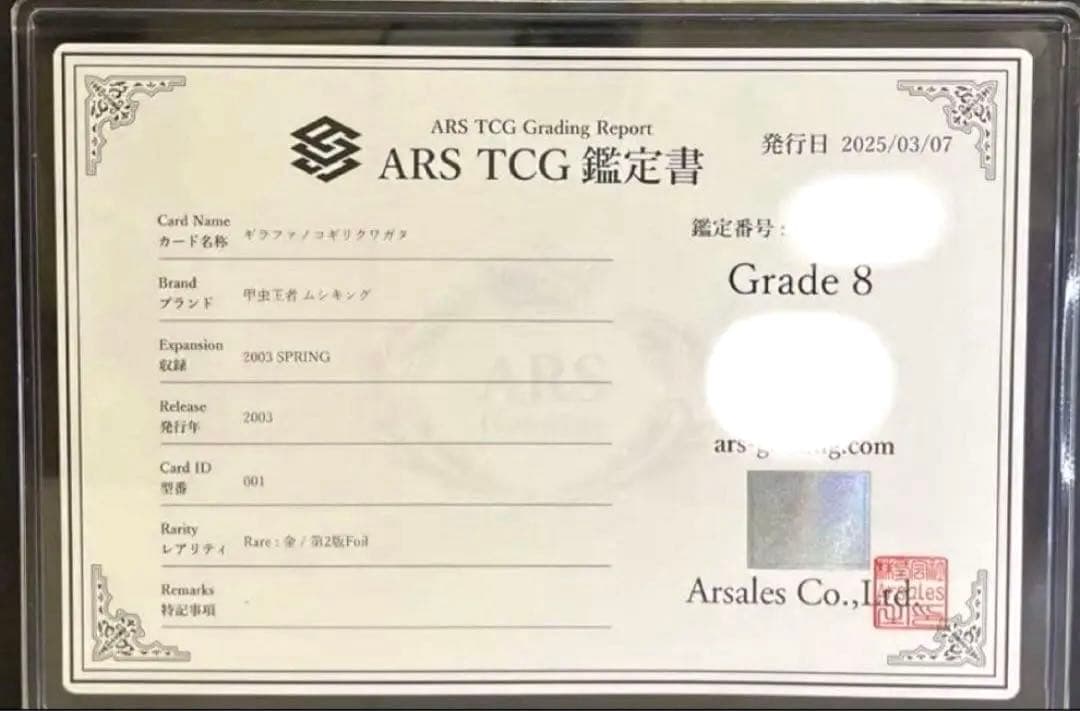 ARS TCG Grading Report
ARS TCG 鑑定書
発行日 2025/03/07
Card Name
カード名称
ギラファノコギリクワガタ
Brand
ブランド
甲虫王者 ムシキング
Expansion
収録
2003 SPRING
Release
発行年
2003
Card ID
型番
001
Rarity
レアリティ
Rare : 金 / 第2版Foil
Remarks
特記事項
-
鑑定番号 :
Grade 8
Arsales Co.,Ltd.
Arsales
ARS